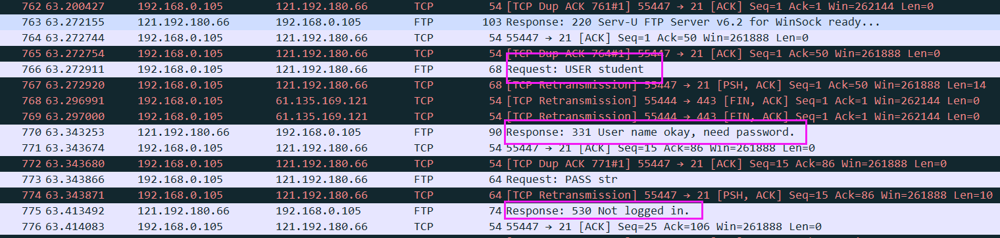 762 63.200427 192.168.0.105 121.192.180.66 TCP 54 [TCP Dup ACK 761#1] 55447 → 21 [ACK] Seq=1 Ack=1 Win=262144 Len=0
763 63.272155 121.192.180.66 192.168.0.105 FTP 103 Response: 220 Serv-U FTP Server v6.2 for WinSock ready...
764 63.272744 192.168.0.105 121.192.180.66 TCP 54 55447 → 21 [ACK] Seq=1 Ack=50 Win=261888 Len=0
765 63.272754 192.168.0.105 121.192.180.66 TCP 54 [TCP Dup ACK 764#1] 55447 → 21 [ACK] Seq=1 Ack=50 Win=261888 Len=0
766 63.272911 192.168.0.105 121.192.180.66 FTP 68 Request: USER student
767 63.272920 192.168.0.105 121.192.180.66 TCP 68 [TCP Retransmission] 55447 → 21 [PSH, ACK] Seq=1 Ack=50 Win=261888 Len=14
768 63.296991 192.168.0.105 61.135.169.121 TCP 54 [TCP Retransmission] 55444 → 443 [FIN, ACK] Seq=1 Ack=1 Win=262144 Len=0
769 63.297000 192.168.0.105 61.135.169.121 TCP 54 [TCP Retransmission] 55444 → 443 [FIN, ACK] Seq=1 Ack=1 Win=262144 Len=0
770 63.343253 121.192.180.66 192.168.0.105 FTP 90 Response: 331 User name okay, need password.
771 63.343674 192.168.0.105 121.192.180.66 TCP 54 55447 → 21 [ACK] Seq=15 Ack=86 Win=261888 Len=0
772 63.343680 192.168.0.105 121.192.180.66 TCP 54 [TCP Dup ACK 771#1] 55447 → 21 [ACK] Seq=15 Ack=86 Win=261888 Len=0
773 63.343866 192.168.0.105 121.192.180.66 FTP 64 Request: PASS str
774 63.343871 192.168.0.105 121.192.180.66 TCP 64 [TCP Retransmission] 55447 → 21 [PSH, ACK] Seq=15 Ack=86 Win=261888 Len=10
775 63.413492 121.192.180.66 192.168.0.105 FTP 74 Response: 530 Not logged in.
776 63.414083 192.168.0.105 121.192.180.66 TCP 54 55447 → 21 [ACK] Seq=25 Ack=106 Win=261888 Len=0